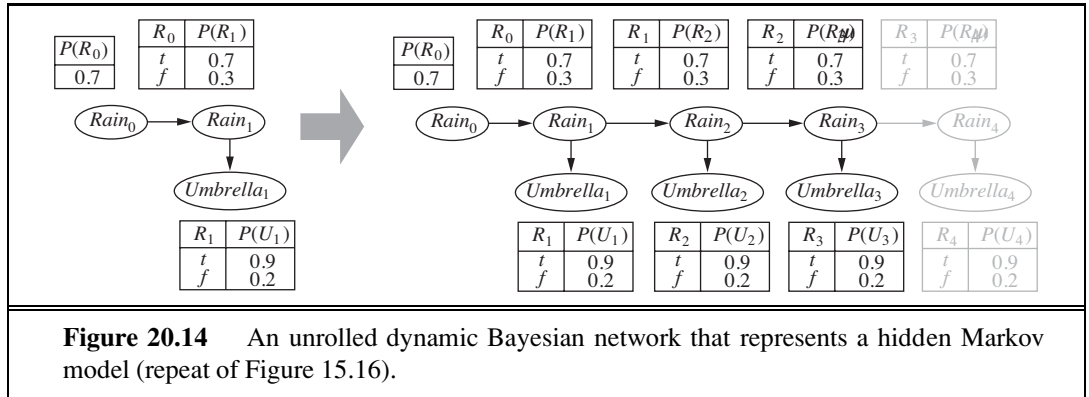 R₀ P(R₁)
P(R₀)
t 0.7
0.7
f 0.3
Rain₀ Rain₁
Umbrella₁
R₁ P(U₁)
t 0.9
f 0.2
P(R₀)
0.7
R₀ P(R₁)
t 0.7
f 0.3
R₁ P(R₂)
t 0.7
f 0.3
R₂
t 0.7
f 0.3
R₃
t 0.7
f 0.3
Rain₀ Rain₁ Rain₂ Rain₃ Rain₄
Umbrella₁ Umbrella₂ Umbrella₃ Umbrella₄
R₁ P(U₁)
t 0.9
f 0.2
R₂ P(U₂)
t 0.9
f 0.2
R₃ P(U₃)
t 0.9
f 0.2
R₄ P(U₄)
t 0.9
f 0.2
Figure 20.14 An unrolled dynamic Bayesian network that represents a hidden Markov
model (repeat of Figure 15.16).